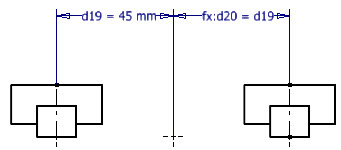 d19 = 45 mm
fx:d20 = d19